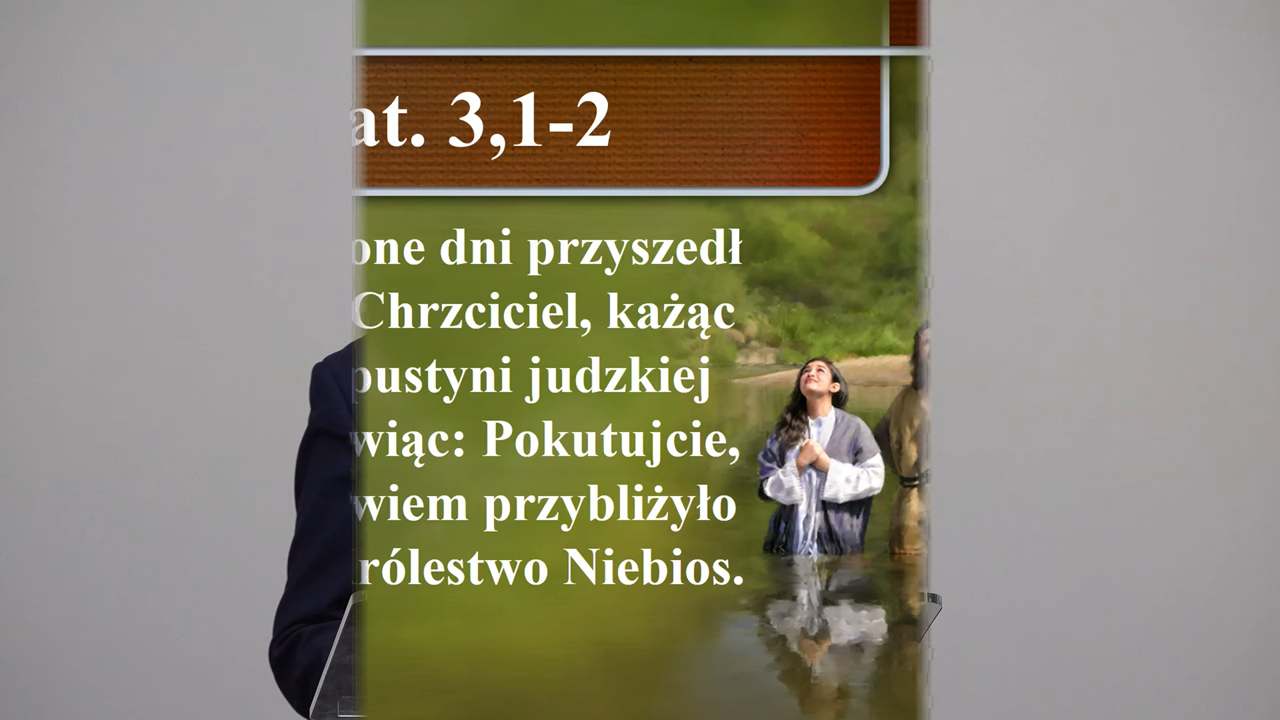 at. 3,1-2
one dni przyszedł
Chrzciciel, każąc
pustyni judzkiej
wiąc: Pokutujcie,
wiem przybliżyło
rólestwo Niebios.